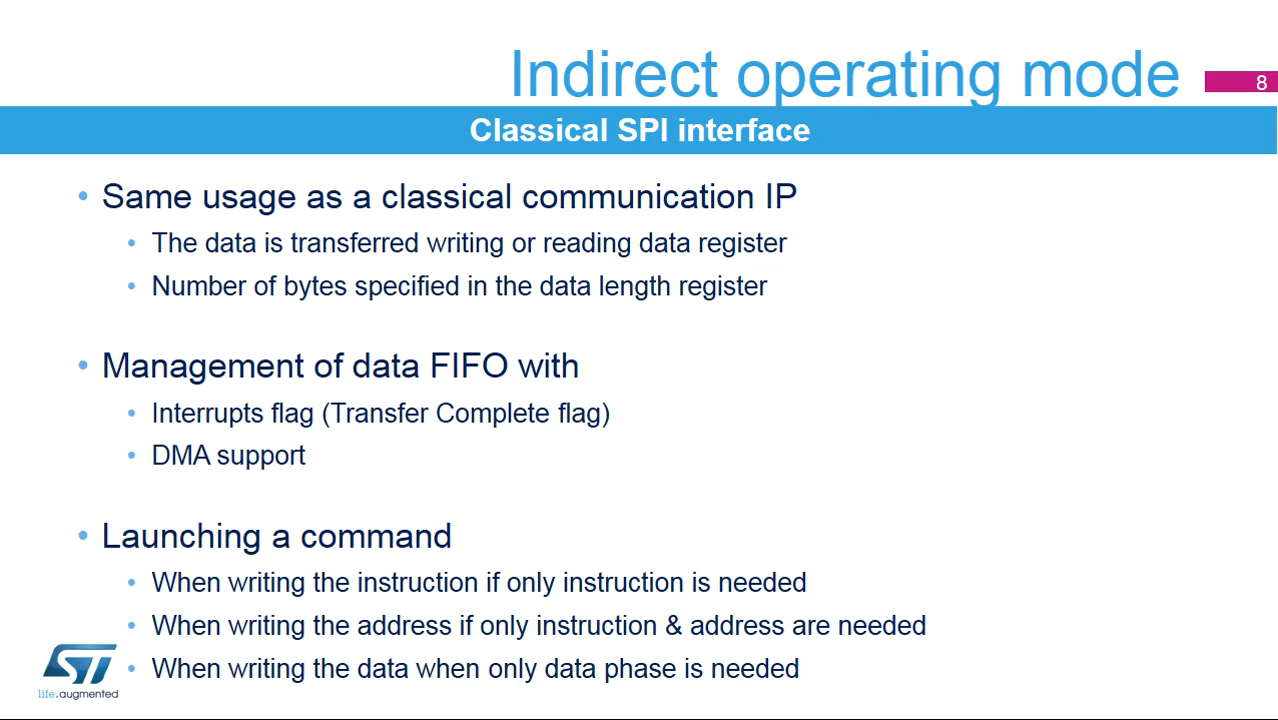 Indirect operating mode
8
Classical SPI interface
• Same usage as a classical communication IP
• The data is transferred writing or reading data register
• Number of bytes specified in the data length register
• Management of data FIFO with
• Interrupts flag (Transfer Complete flag)
• DMA support
• Launching a command
• When writing the instruction if only instruction is needed
• When writing the address if only instruction & address are needed
• When writing the data when only data phase is needed
ST
life.augmented